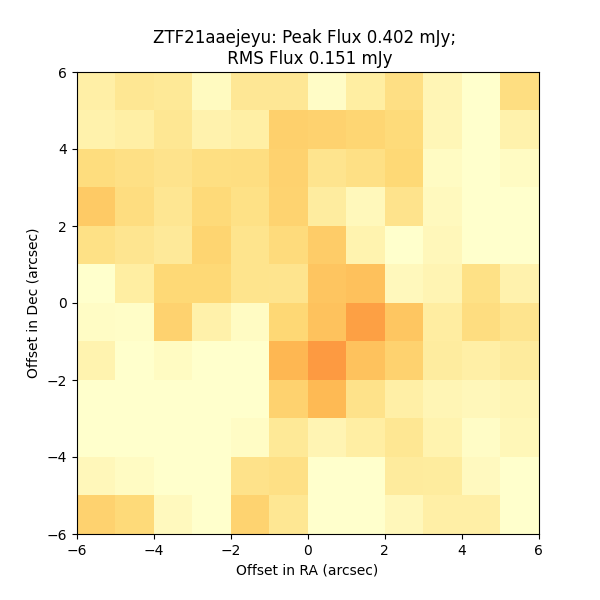 ZTF21aaejeyu: Peak Flux 0.402 mJy;
RMS Flux 0.151 mJy
6
4
2
0
−2
−4
−6
Offset in Dec (arcsec)
−6 −4 −2 0 2 4 6
Offset in RA (arcsec)